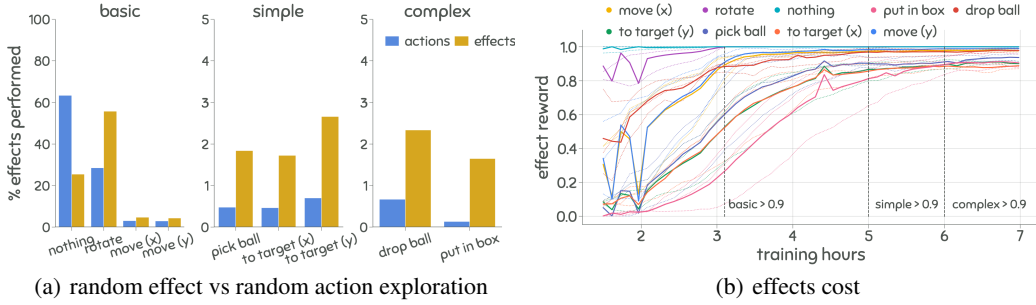 basic
simple
complex
% effects performed
100
80
60
40
20
0
5
4
3
2
1
0
5
4
3
2
1
0
actions
effects
nothing
rotate
move (x)
move (y)
pick ball
to target (x)
to target (y)
drop ball
put in box
(a) random effect vs random action exploration
move (x)
rotate
nothing
put in box
drop ball
to target (y)
pick ball
to target (x)
move (y)
effect reward
1.0
0.8
0.6
0.4
0.2
0.0
basic > 0.9
simple > 0.9
complex > 0.9
2
3
4
5
6
7
training hours
(b) effects cost